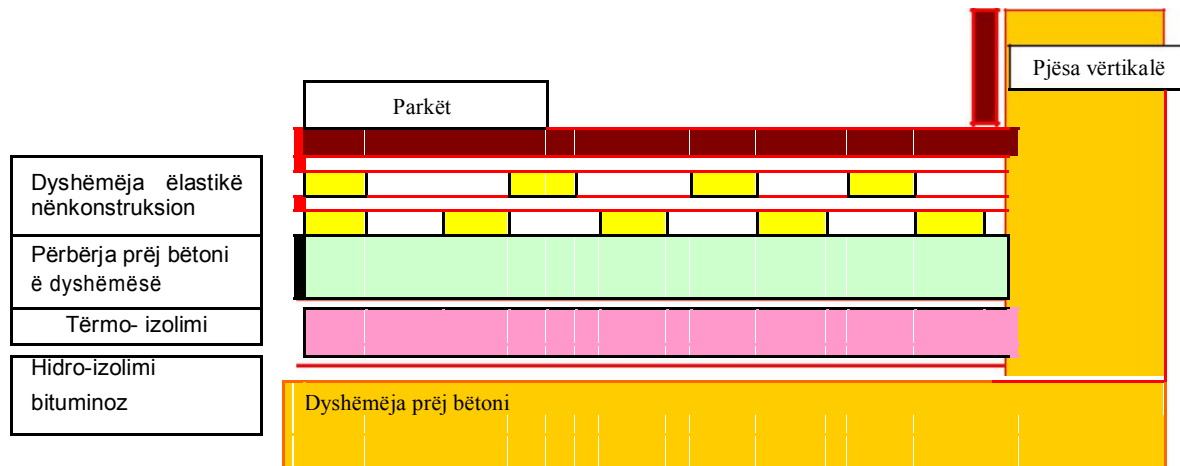 Pjësa vërtikalë
Parkët
Dyshëmëja ëlastikë
nënkonstruksion
Përbërja prëj bëtoni
ë dyshëmësë
Tërmo- izolimi
Hidro-izolimi
bituminoz
Dyshëmëja prëj bëtoni